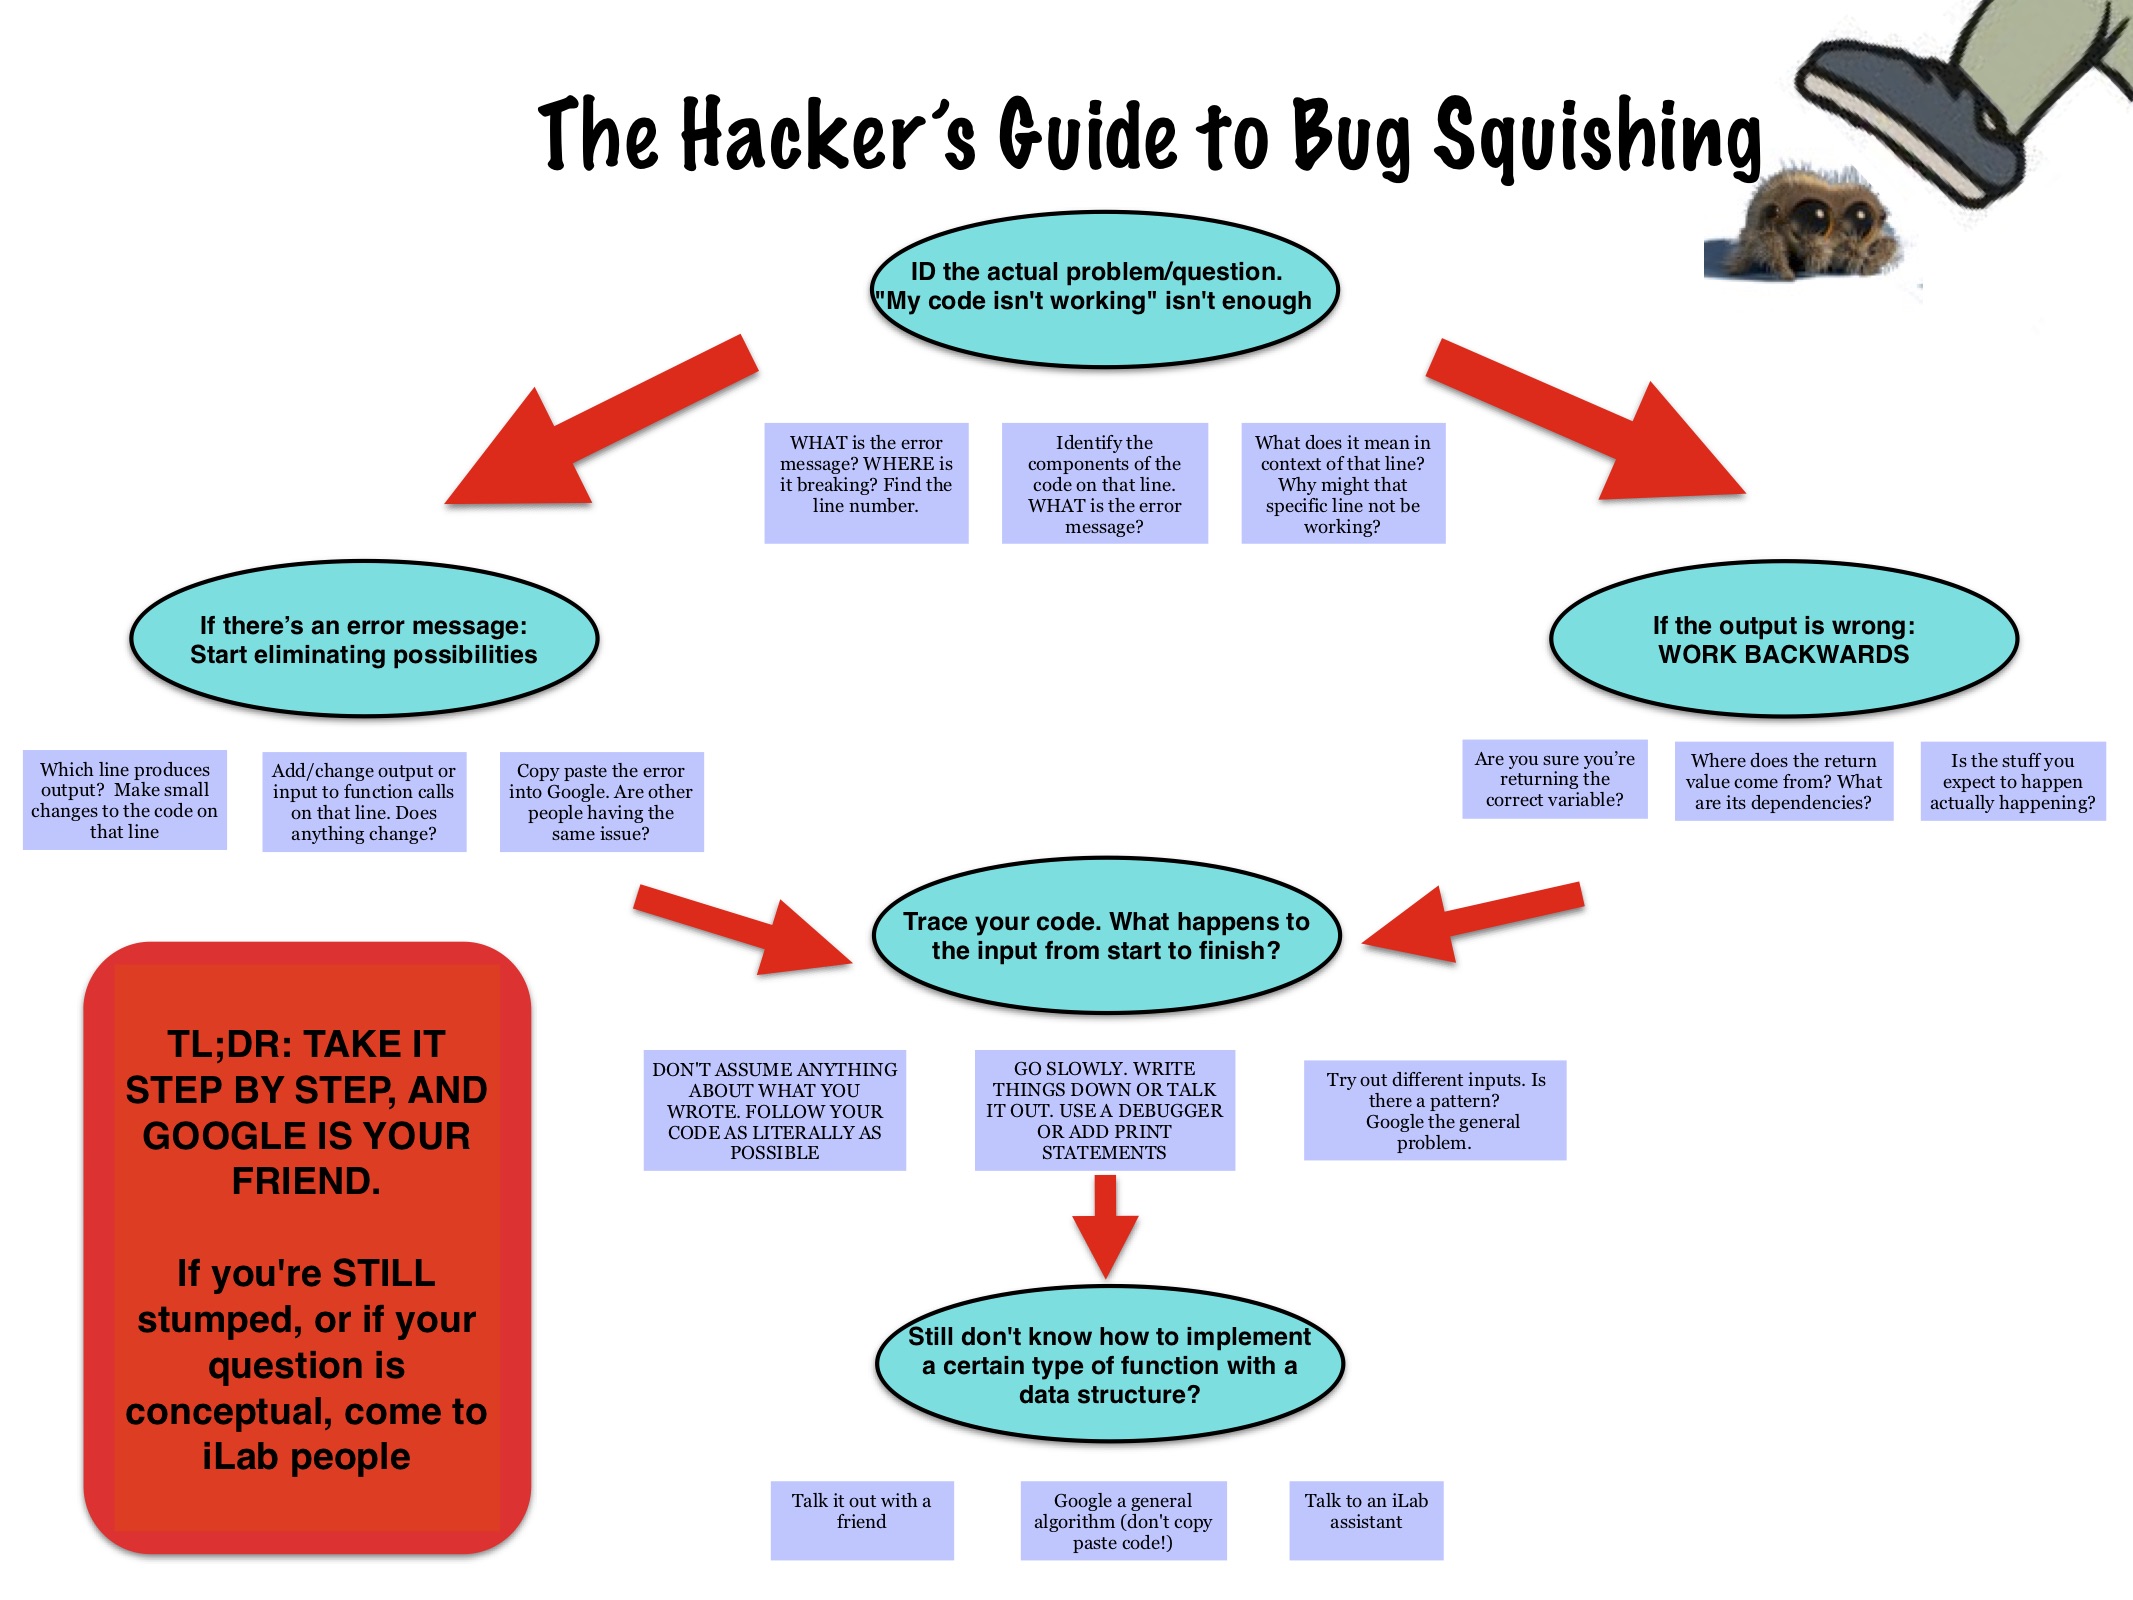 The Hacker's Guide to Bug Squishing
ID the actual problem/question.
"My code isn't working" isn't enough
WHAT is the error
message? WHERE is
it breaking? Find the
line number.
Identify the
components of the
code on that line.
WHAT is the error
message?
What does it mean in
context of that line?
Why might that
specific line not be
working?
If there's an error message:
Start eliminating possibilities
Which line produces
output?  Make small
changes to the code on
that line
Add/change output or
input to function calls
on that line. Does
anything change?
Copy paste the error
into Google. Are other
people having the
same issue?
If the output is wrong:
WORK BACKWARDS
Are you sure you're
returning the
correct variable?
Where does the return
value come from? What
are its dependencies?
Is the stuff you
expect to happen
actually happening?
Trace your code. What happens to
the input from start to finish?
DON'T ASSUME ANYTHING
ABOUT WHAT YOU
WROTE. FOLLOW YOUR
CODE AS LITERALLY AS
POSSIBLE
GO SLOWLY. WRITE
THINGS DOWN OR TALK
IT OUT. USE A DEBUGGER
OR ADD PRINT
STATEMENTS
Try out different inputs. Is
there a pattern?
Google the general
problem.
Still don't know how to implement
a certain type of function with a
data structure?
Talk it out with a
friend
Google a general
algorithm (don't copy
paste code!)
Talk to an iLab
assistant
TL;DR: TAKE IT
STEP BY STEP, AND
GOOGLE IS YOUR
FRIEND.
If you're STILL
stumped, or if your
question is
conceptual, come to
iLab people